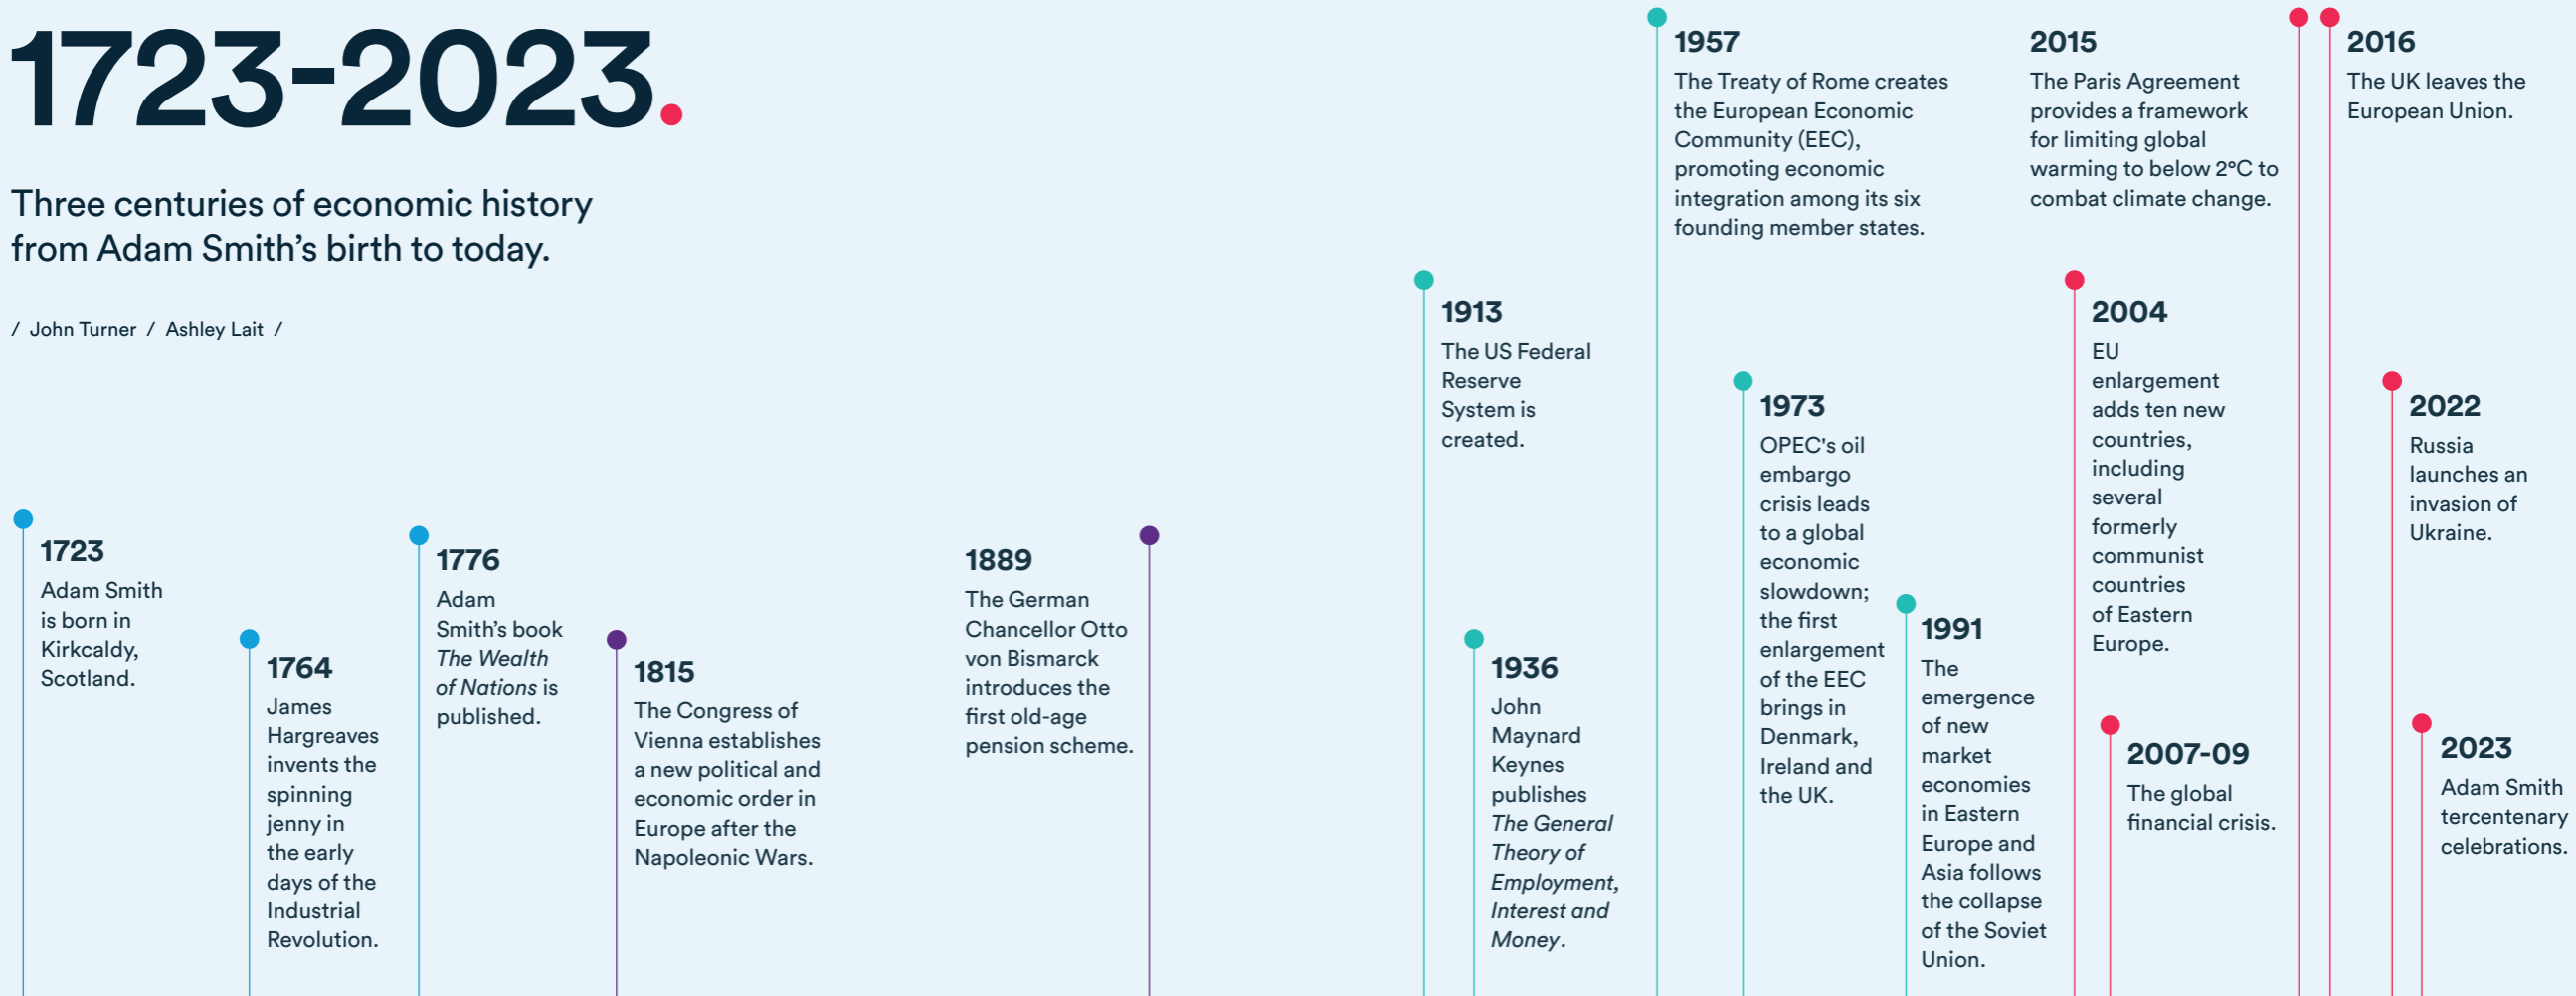 1723-2023.
Three centuries of economic history
from Adam Smith’s birth to today.
/ John Turner / Ashley Lait /
1723
Adam Smith
is born in
Kirkcaldy,
Scotland.
1764
James
Hargreaves
invents the
spinning
jenny in
the early
days of the
Industrial
Revolution.
1776
Adam
Smith’s book
The Wealth
of Nations is
published.
1815
The Congress of
Vienna establishes
a new political and
economic order in
Europe after the
Napoleonic Wars.
1889
The German
Chancellor Otto
von Bismarck
introduces the
first old-age
pension scheme.
1913
The US Federal
Reserve
System is
created.
1936
John
Maynard
Keynes
publishes
The General
Theory of
Employment,
Interest and
Money.
1957
The Treaty of Rome creates
the European Economic
Community (EEC),
promoting economic
integration among its six
founding member states.
1973
OPEC's oil
embargo
crisis leads
to a global
economic
slowdown;
the first
enlargement
of the EEC
brings in
Denmark,
Ireland and
the UK.
1991
The
emergence
of new
market
economies
in Eastern
Europe and
Asia follows
the collapse
of the Soviet
Union.
2004
EU
enlargement
adds ten new
countries,
including
several
formerly
communist
countries
of Eastern
Europe.
2007-09
The global
financial crisis.
2015
The Paris Agreement
provides a framework
for limiting global
warming to below 2°C to
combat climate change.
2016
The UK leaves the
European Union.
2022
Russia
launches an
invasion of
Ukraine.
2023
Adam Smith
tercentenary
celebrations.